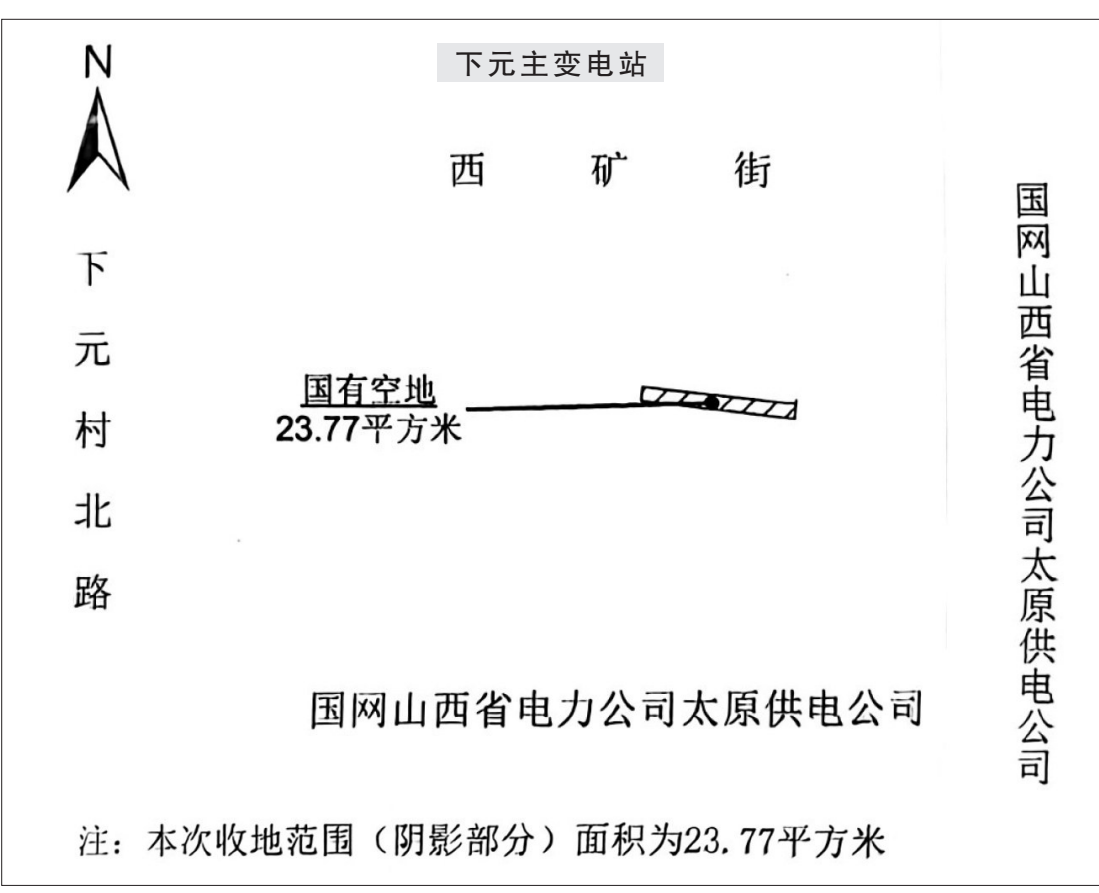 N
下元主变电站
西矿街
下元村北路
国有空地
23.77平方米
国网山西省电力公司太原供电公司
国网山西省电力公司太原供电公司
注：本次收地范围（阴影部分）面积为23.77平方米